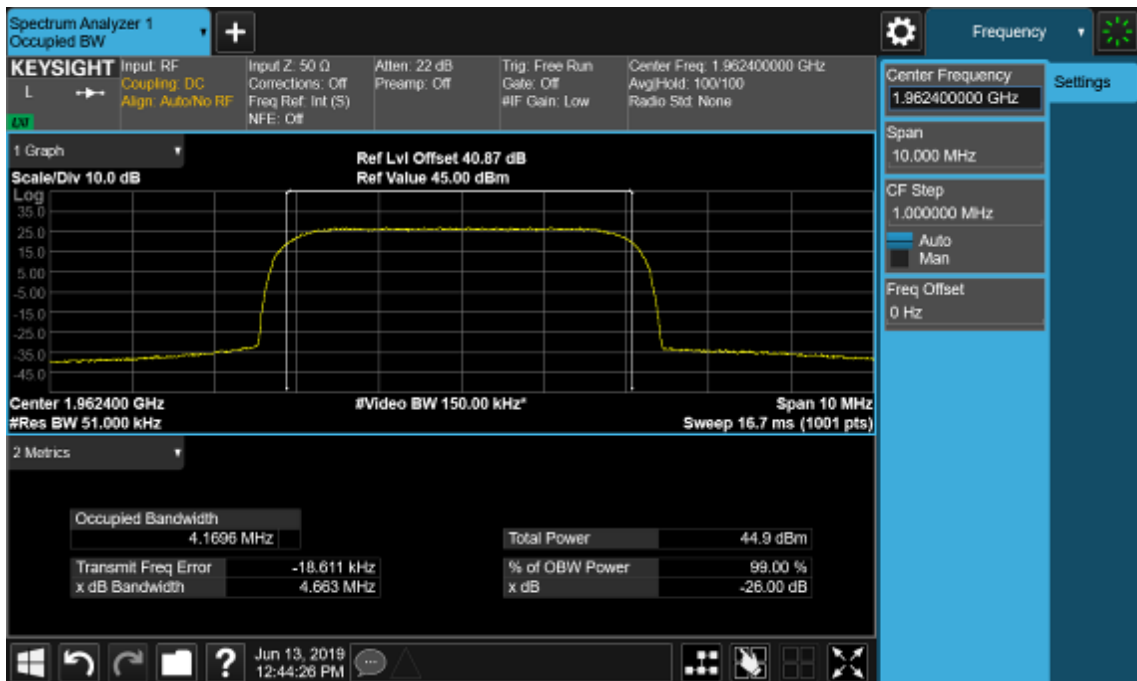 Spectrum Analyzer 1
Occupied BW
+
Frequency
KEYSIGHT
L
LXI
Input: RF
Coupling: DC
Align: Auto/No RF
Input Z: 50 Ω
Corrections: Off
Freq Ref: Int (S)
NFE: Off
Atten: 22 dB
Preamp: Off
Trig: Free Run
Gate: Off
#IF Gain: Low
Center Freq: 1.962400000 GHz
Avg|Hold: 100/100
Radio Std: None
Center Frequency
1.962400000 GHz
Settings
Span
10.000 MHz
CF Step
1.000000 MHz
Auto
Man
Freq Offset
0 Hz
1 Graph
Scale/Div 10.0 dB
Ref Lvl Offset 40.87 dB
Ref Value 45.00 dBm
Log
35.0
25.0
15.0
5.00
-5.00
-15.0
-25.0
-35.0
-45.0
Center 1.962400 GHz
#Res BW 51.000 kHz
#Video BW 150.00 kHz*
Span 10 MHz
Sweep 16.7 ms (1001 pts)
2 Metrics
Occupied Bandwidth
4.1696 MHz
Total Power 44.9 dBm
Transmit Freq Error -18.611 kHz
% of OBW Power 99.00 %
x dB Bandwidth 4.663 MHz
x dB -26.00 dB
?
Jun 13, 2019
12:44:26 PM